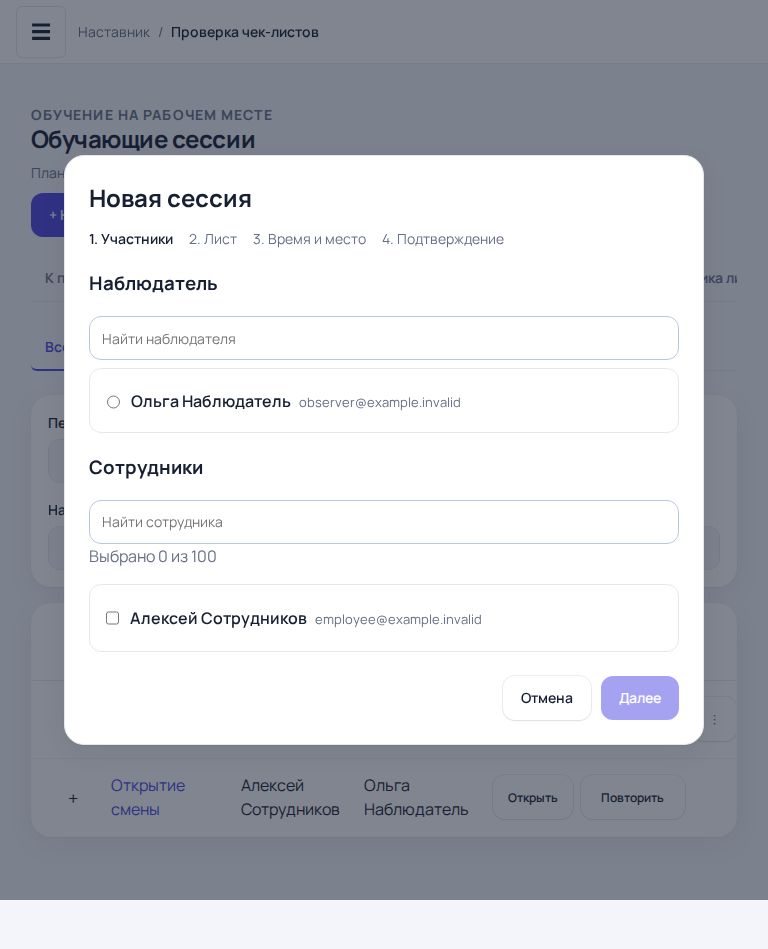 ☰ Наставник / Проверка чек-листов
ОБУЧЕНИЕ НА РАБОЧЕМ МЕСТЕ
Обучающие сессии
Новая сессия
1. Участники 2. Лист 3. Время и место 4. Подтверждение
Наблюдатель
Найти наблюдателя
Ольга Наблюдатель observer@example.invalid
Сотрудники
Найти сотрудника
Выбрано 0 из 100
Алексей Сотрудников employee@example.invalid
Отмена Далее
+ Открытие смены Алексей Сотрудников Ольга Наблюдатель Открыть Повторить